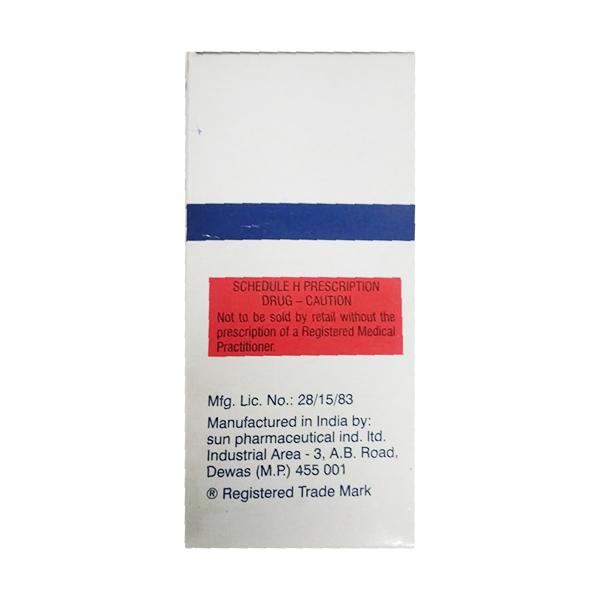 SCHEDULE H PRESCRIPTION
DRUG – CAUTION
Not to be sold by retail without the
prescription of a Registered Medical
Practitioner.
Mfg. Lic. No.: 28/15/83
Manufactured in India by:
sun pharmaceutical ind. ltd.
Industrial Area - 3, A.B. Road,
Dewas (M.P.) 455 001
® Registered Trade Mark